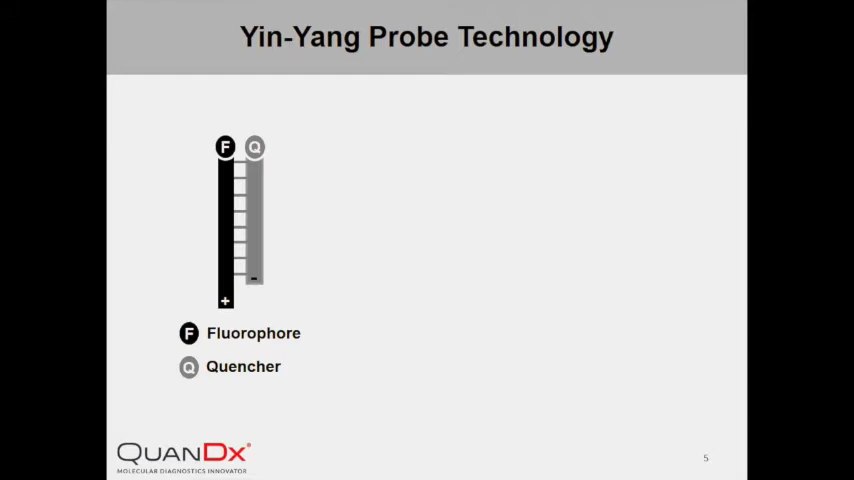 Yin-Yang Probe Technology
F Q
-
+
F Fluorophore
Q Quencher
QUANDX®
MOLECULAR DIAGNOSTICS INNOVATOR
5